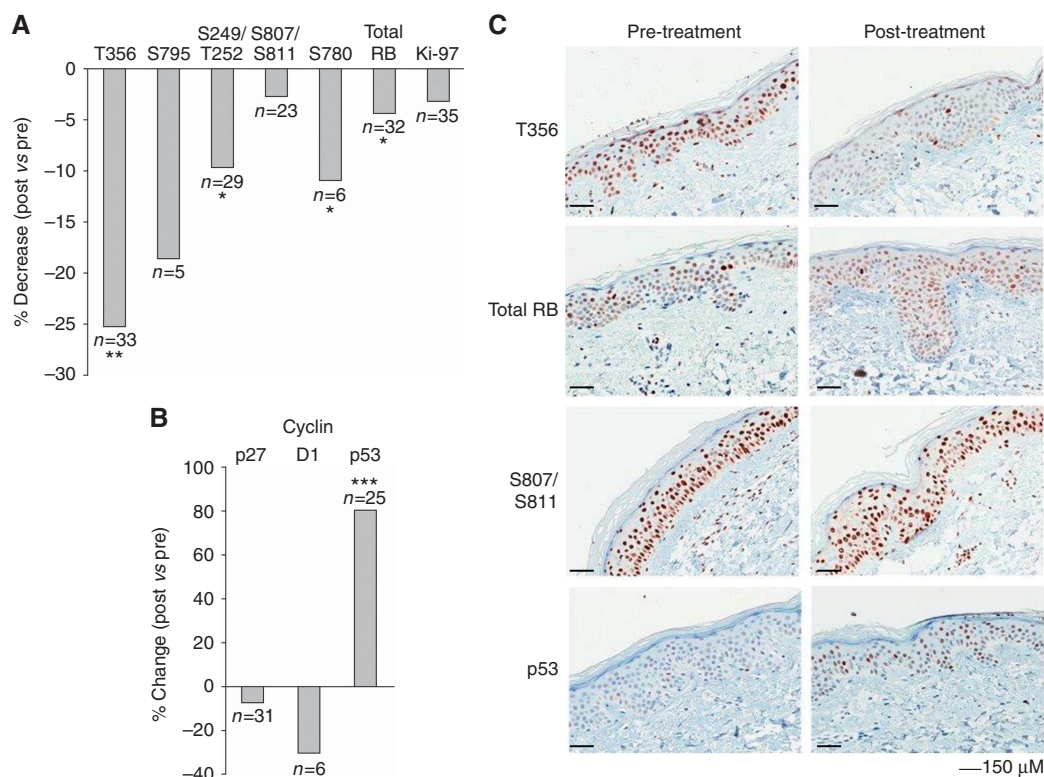 A
T356 S795 S249/ T252 S807/ S811 S780 Total RB Ki-97
0
–5
–10
–15
–20
–25
–30
% Decrease (post vs pre)
n=33
**
n=5
n=29
*
n=23
n=6
*
n=32
*
n=35
B
p27 Cyclin D1 p53
100
80
60
40
20
0
–20
–40
% Change (post vs pre)
n=31
n=6
***
n=25
C
Pre-treatment Post-treatment
T356
Total RB
S807/
S811
p53
150 µM